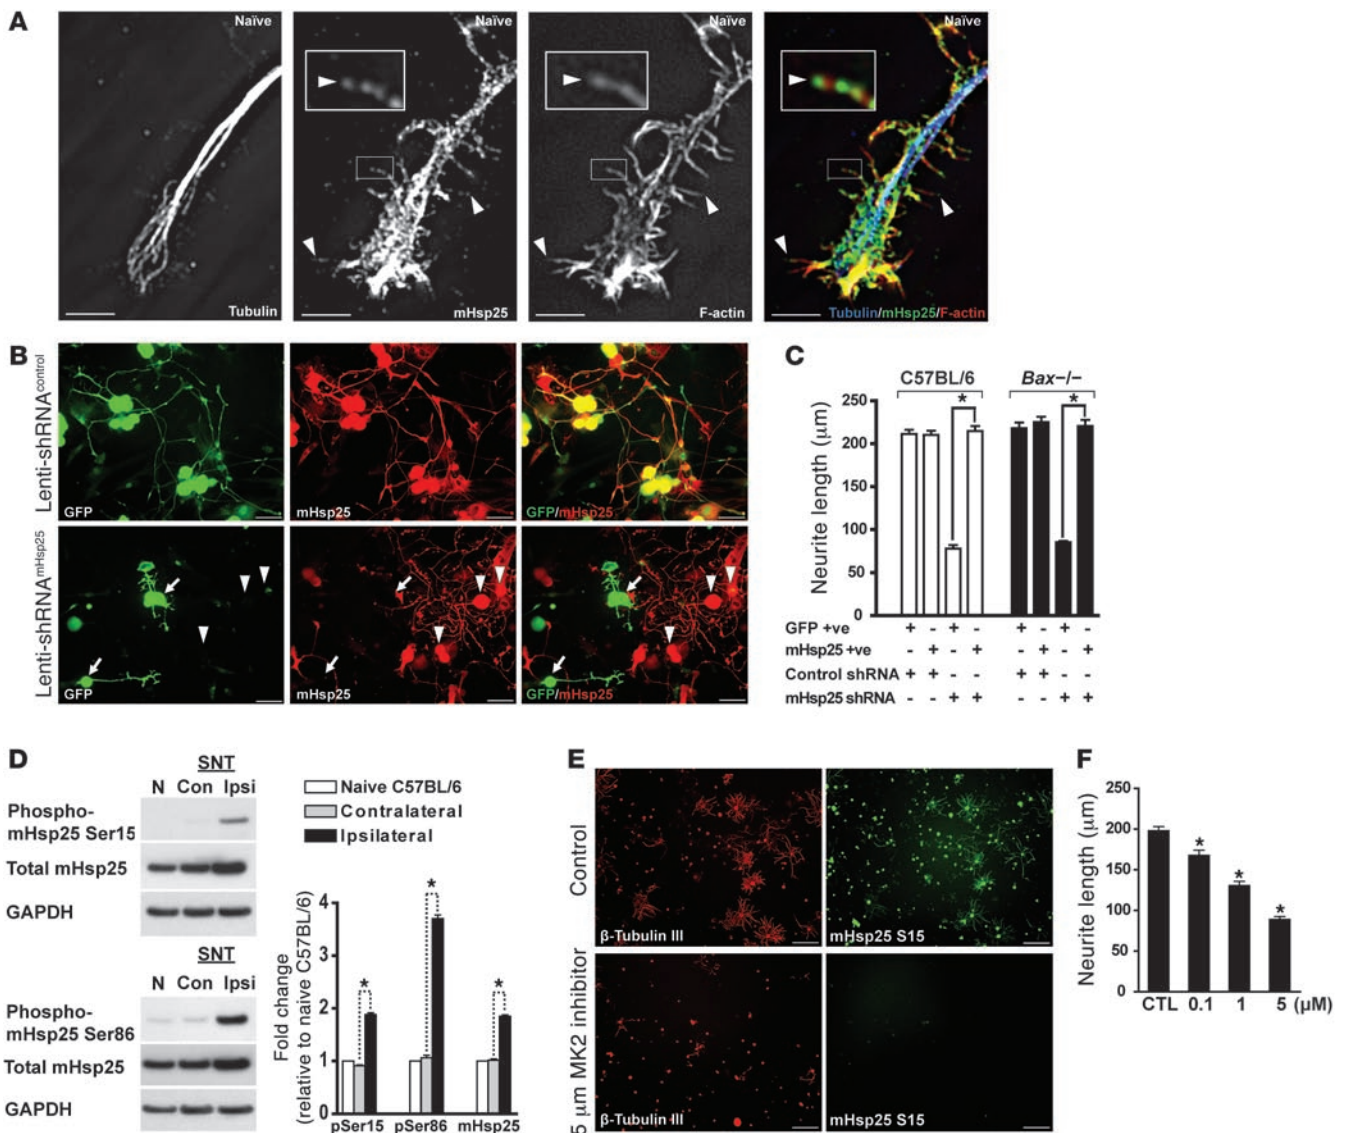 A
Naïve
Naïve
Naïve
Naïve
Tubulin
mHsp25
F-actin
Tubulin/mHsp25/F-actin
B
Lenti-shRNAcontrol
GFP
mHsp25
GFP/mHsp25
Lenti-shRNAmHsp25
GFP
mHsp25
GFP/mHsp25
C
C57BL/6
Bax−/−
*
*
Neurite length (μm)
250
200
150
100
50
0
GFP +ve + - + - + - + -
mHsp25 +ve - + - + - + - +
Control shRNA + + - - + + - -
mHsp25 shRNA - - + + - - + +
D
SNT
N Con Ipsi
Phospho-
mHsp25 Ser15
Total mHsp25
GAPDH
SNT
N Con Ipsi
Phospho-
mHsp25 Ser86
Total mHsp25
GAPDH
Naive C57BL/6
Contralateral
Ipsilateral
Fold change
(relative to naive C57BL/6)
4
3
2
1
0
*
*
*
pSer15 pSer86 mHsp25
E
Control
β-Tubulin III
mHsp25 S15
5 μm MK2 inhibitor
β-Tubulin III
mHsp25 S15
F
Neurite length (μm)
250
200
150
100
50
0
*
*
*
CTL 0.1 1 5 (μM)